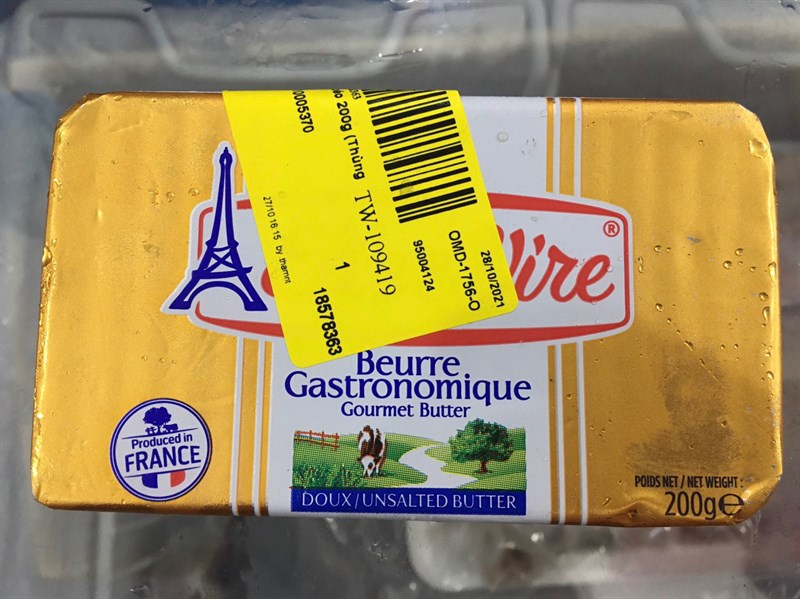 200g (Thùng
0005370
TW-109419
1
18578363
27/10 16:15 by
95004124
OMD-1756-O
28/10/2021
Vire
®
Beurre
Gastronomique
Gourmet Butter
DOUX/UNSALTED BUTTER
Produced in
FRANCE
POIDS NET / NET WEIGHT :
200g℮